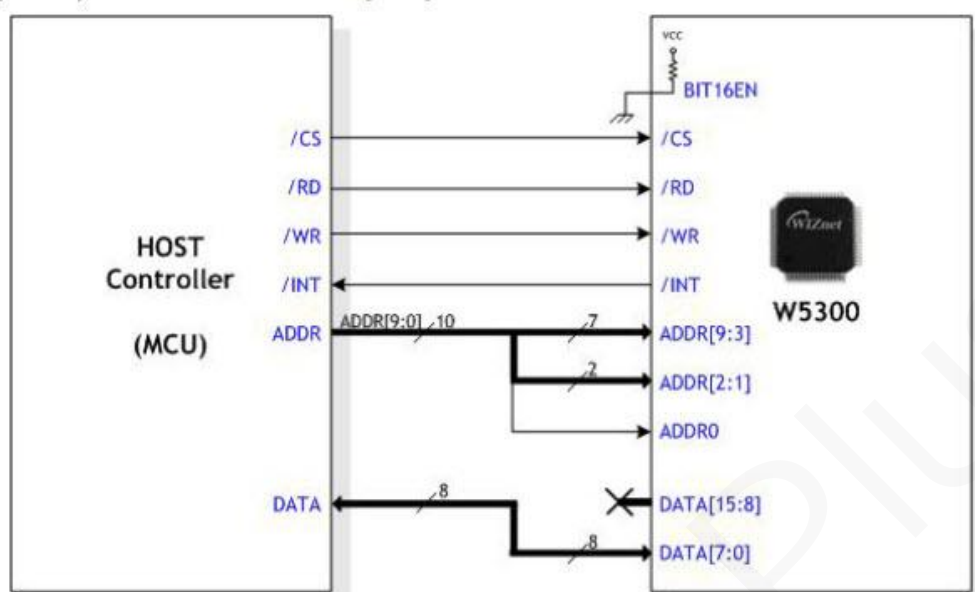 vcc
BIT16EN
/CS
/CS
/RD
/RD
/WR
/WR
HOST
Controller
(MCU)
/INT
/INT
WIZnet
W5300
ADDR
ADDR[9:0]
10
7
ADDR[9:3]
2
ADDR[2:1]
ADDR0
DATA
8
DATA[15:8]
8
DATA[7:0]